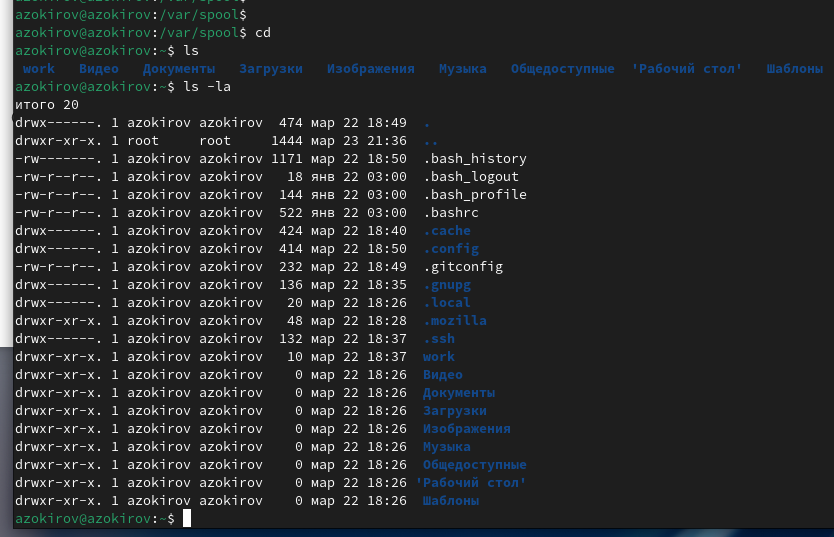 azokirov@azokirov:/var/spool$
azokirov@azokirov:/var/spool$
azokirov@azokirov:/var/spool$ cd
azokirov@azokirov:~$ ls
work Видео Документы Загрузки Изображения Музыка Общедоступные 'Рабочий стол' Шаблоны
azokirov@azokirov:~$ ls -la
итого 20
drwx------. 1 azokirov azokirov 474 мар 22 18:49 .
drwxr-xr-x. 1 root root 1444 мар 23 21:36 ..
-rw-------. 1 azokirov azokirov 1171 мар 22 18:50 .bash_history
-rw-r--r--. 1 azokirov azokirov 18 янв 22 03:00 .bash_logout
-rw-r--r--. 1 azokirov azokirov 144 янв 22 03:00 .bash_profile
-rw-r--r--. 1 azokirov azokirov 522 янв 22 03:00 .bashrc
drwx------. 1 azokirov azokirov 424 мар 22 18:40 .cache
drwx------. 1 azokirov azokirov 414 мар 22 18:50 .config
-rw-r--r--. 1 azokirov azokirov 232 мар 22 18:49 .gitconfig
drwx------. 1 azokirov azokirov 136 мар 22 18:35 .gnupg
drwx------. 1 azokirov azokirov 20 мар 22 18:26 .local
drwxr-xr-x. 1 azokirov azokirov 48 мар 22 18:28 .mozilla
drwx------. 1 azokirov azokirov 132 мар 22 18:37 .ssh
drwxr-xr-x. 1 azokirov azokirov 10 мар 22 18:37 work
drwxr-xr-x. 1 azokirov azokirov 0 мар 22 18:26 Видео
drwxr-xr-x. 1 azokirov azokirov 0 мар 22 18:26 Документы
drwxr-xr-x. 1 azokirov azokirov 0 мар 22 18:26 Загрузки
drwxr-xr-x. 1 azokirov azokirov 0 мар 22 18:26 Изображения
drwxr-xr-x. 1 azokirov azokirov 0 мар 22 18:26 Музыка
drwxr-xr-x. 1 azokirov azokirov 0 мар 22 18:26 Общедоступные
drwxr-xr-x. 1 azokirov azokirov 0 мар 22 18:26 'Рабочий стол'
drwxr-xr-x. 1 azokirov azokirov 0 мар 22 18:26 Шаблоны
azokirov@azokirov:~$